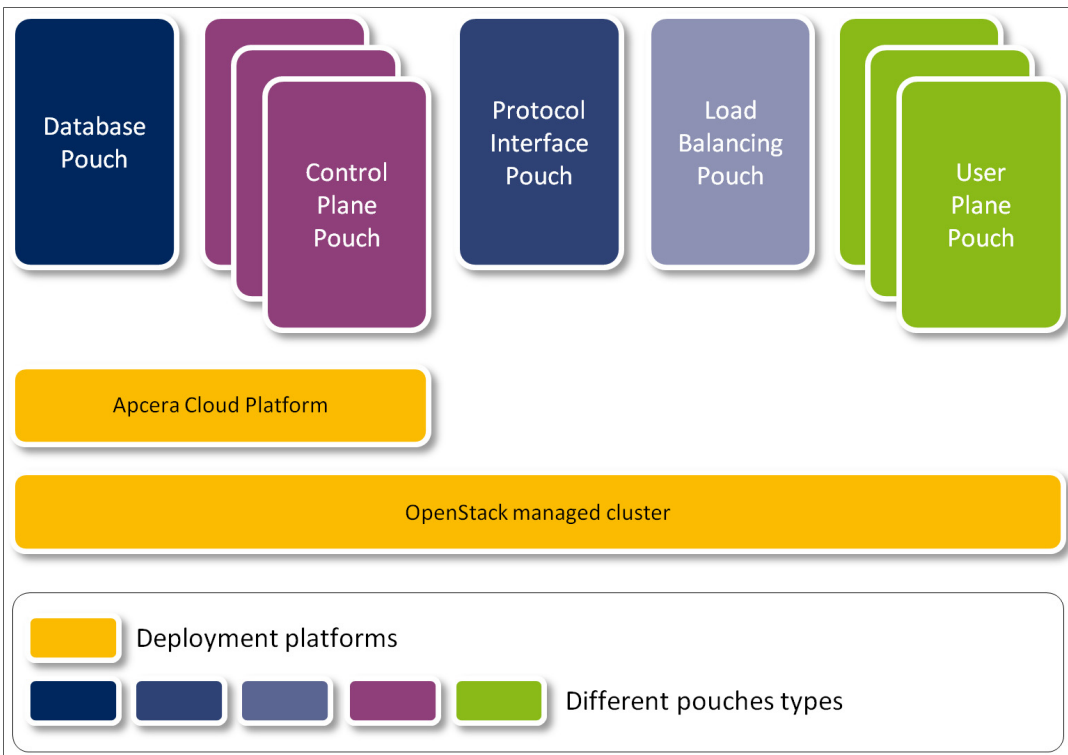 Database
Pouch
Control
Plane
Pouch
Protocol
Interface
Pouch
Load
Balancing
Pouch
User
Plane
Pouch
Apcera Cloud Platform
OpenStack managed cluster
Deployment platforms
Different pouches types